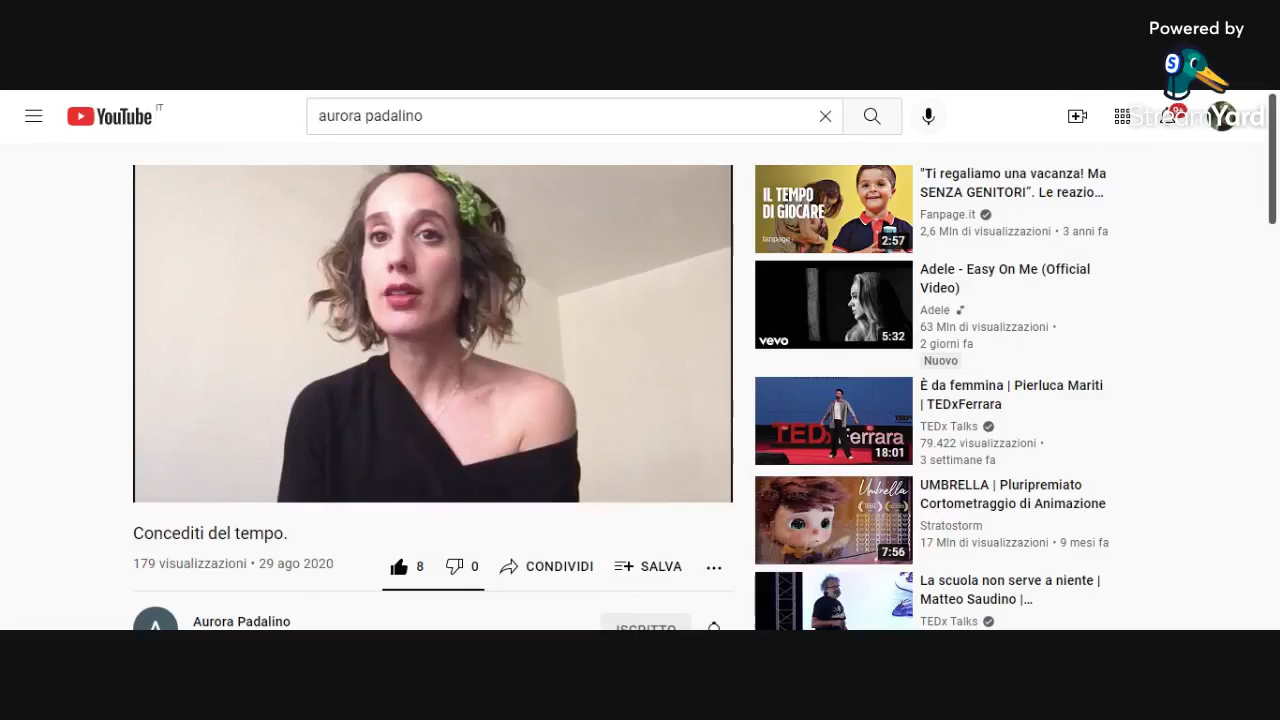 Powered by
StreamYard
YouTube IT
aurora padalino
9+
Concediti del tempo.
179 visualizzazioni • 29 ago 2020
8
0
CONDIVIDI
SALVA
A
Aurora Padalino
ISCRITTO
IL TEMPO
DI GIOCARE
fanpage
2:57
"Ti regaliamo una vacanza! Ma
SENZA GENITORI”. Le reazio...
Fanpage.it
2,6 Mln di visualizzazioni • 3 anni fa
vevo
5:32
Adele - Easy On Me (Official
Video)
Adele
63 Mln di visualizzazioni •
2 giorni fa
Nuovo
TEDxFerrara
18:01
È da femmina | Pierluca Mariti
| TEDxFerrara
TEDx Talks
79.422 visualizzazioni •
3 settimane fa
Umbrella
7:56
UMBRELLA | Pluripremiato
Cortometraggio di Animazione
Stratostorm
17 Mln di visualizzazioni • 9 mesi fa
La scuola non serve a niente |
Matteo Saudino |...
TEDx Talks